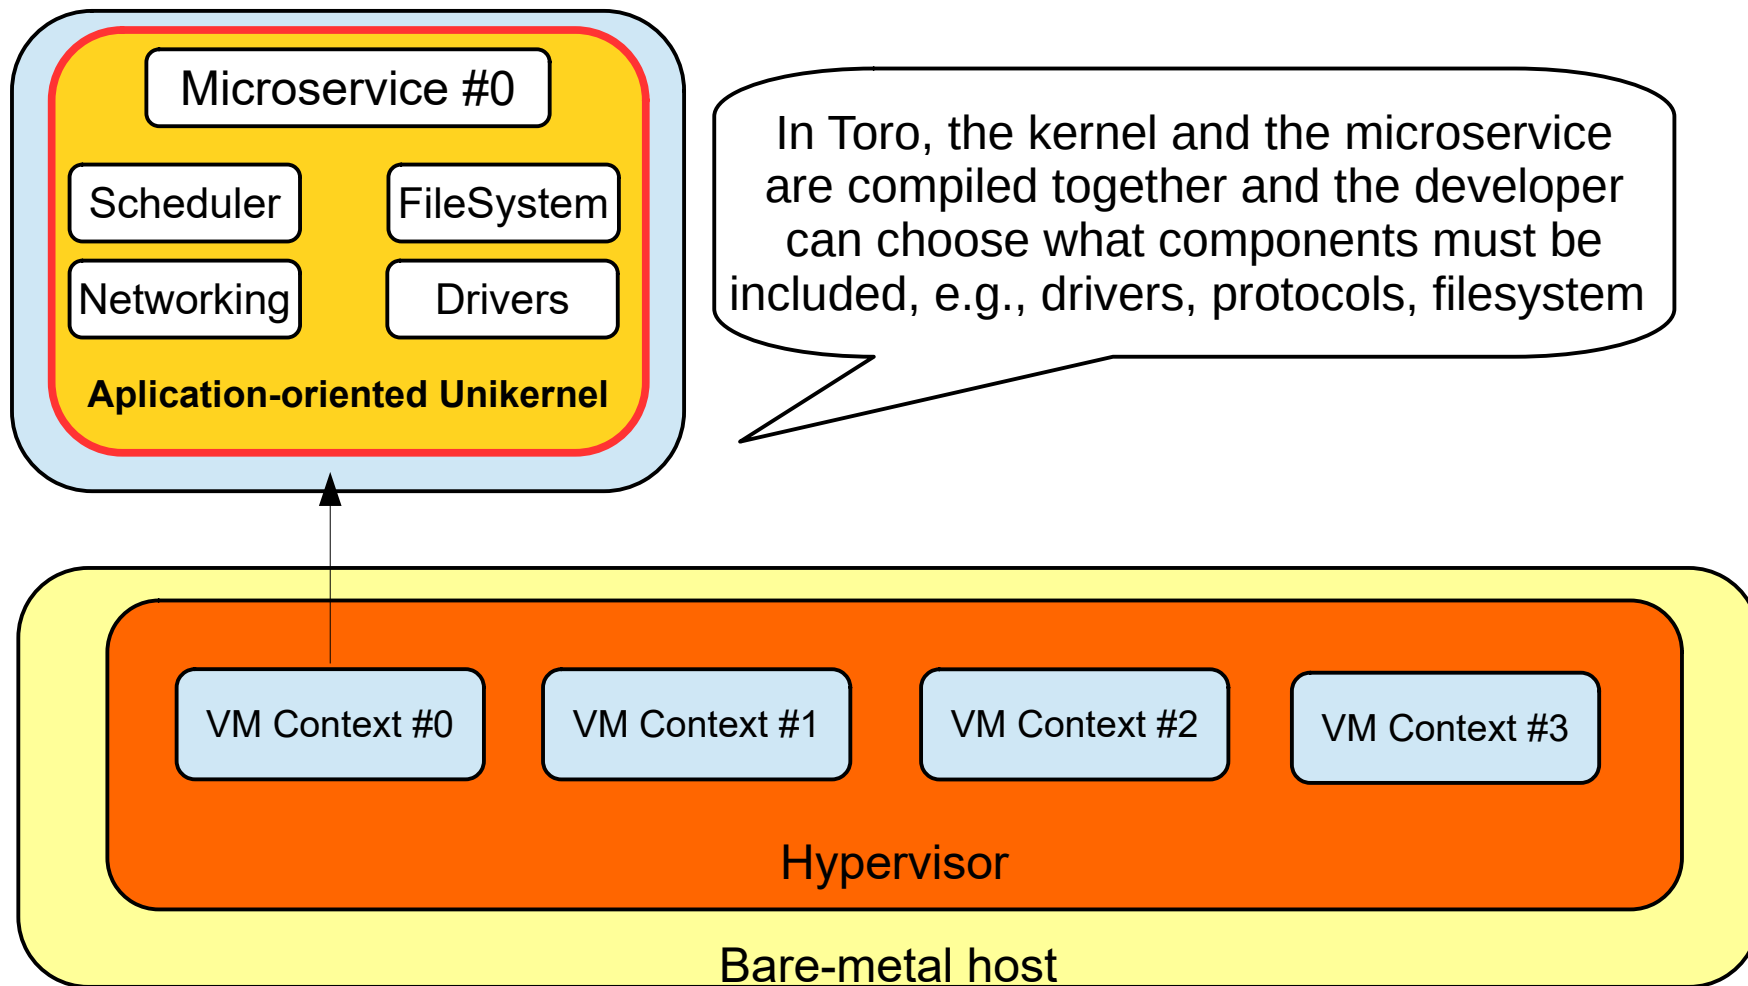 Microservice #0
Scheduler
FileSystem
Networking
Drivers
Aplication-oriented Unikernel
In Toro, the kernel and the microservice
are compiled together and the developer
can choose what components must be
included, e.g., drivers, protocols, filesystem
VM Context #0
VM Context #1
VM Context #2
VM Context #3
Hypervisor
Bare-metal host